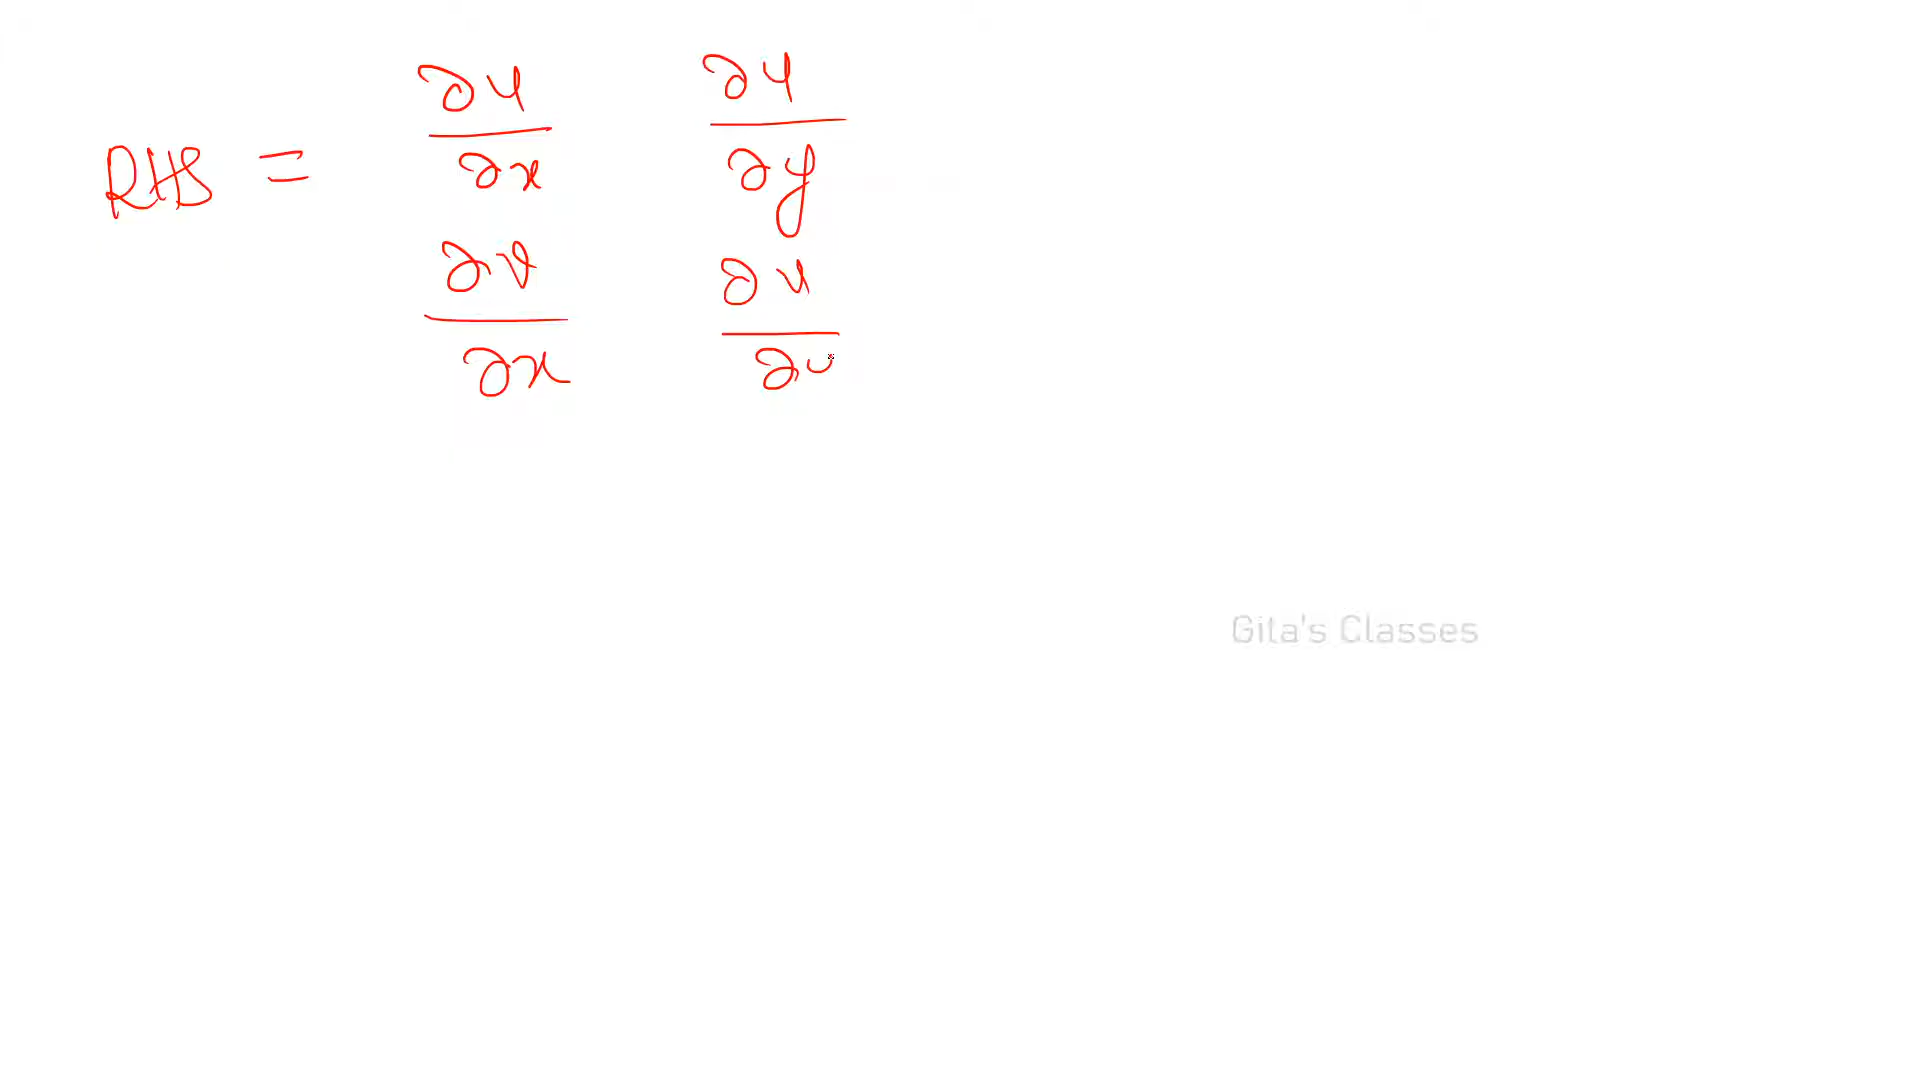 RHS = ∂u/∂x ∂u/∂y
∂v/∂x ∂v/∂
Gita's Classes